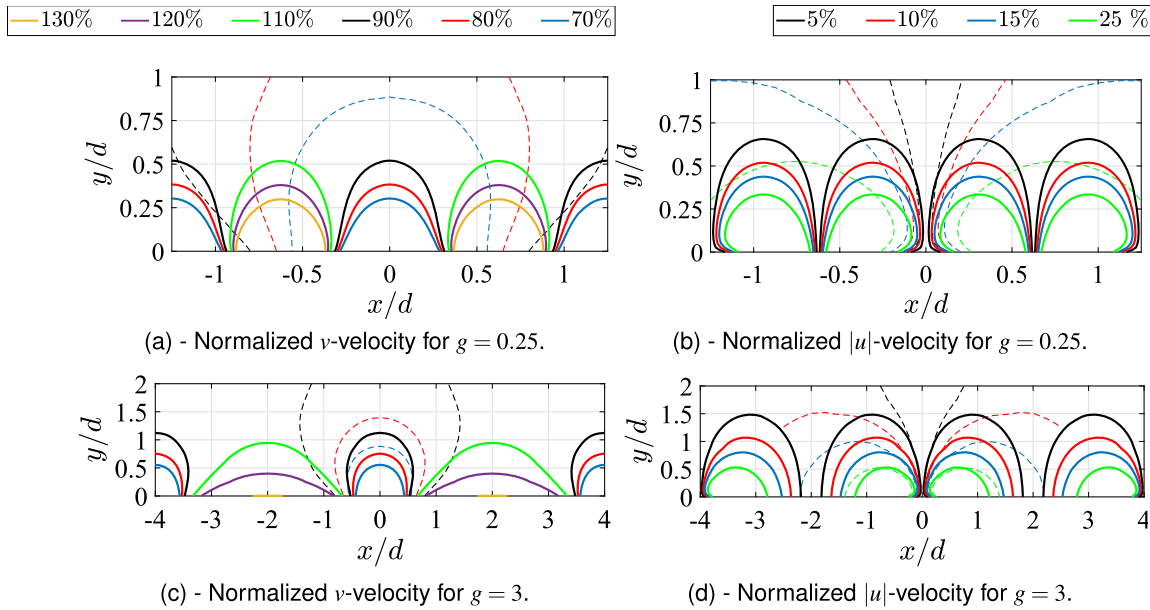 130% 120% 110% 90% 80% 70%
5% 10% 15% 25 %
1
0.75
0.5
0.25
0
y/d
-1 -0.5 0 0.5 1
x/d
(a) - Normalized v-velocity for g = 0.25.
1
0.75
0.5
0.25
0
y/d
-1 -0.5 0 0.5 1
x/d
(b) - Normalized |u|-velocity for g = 0.25.
2
1.5
1
0.5
0
y/d
-4 -3 -2 -1 0 1 2 3 4
x/d
(c) - Normalized v-velocity for g = 3.
2
1.5
1
0.5
0
y/d
-4 -3 -2 -1 0 1 2 3 4
x/d
(d) - Normalized |u|-velocity for g = 3.